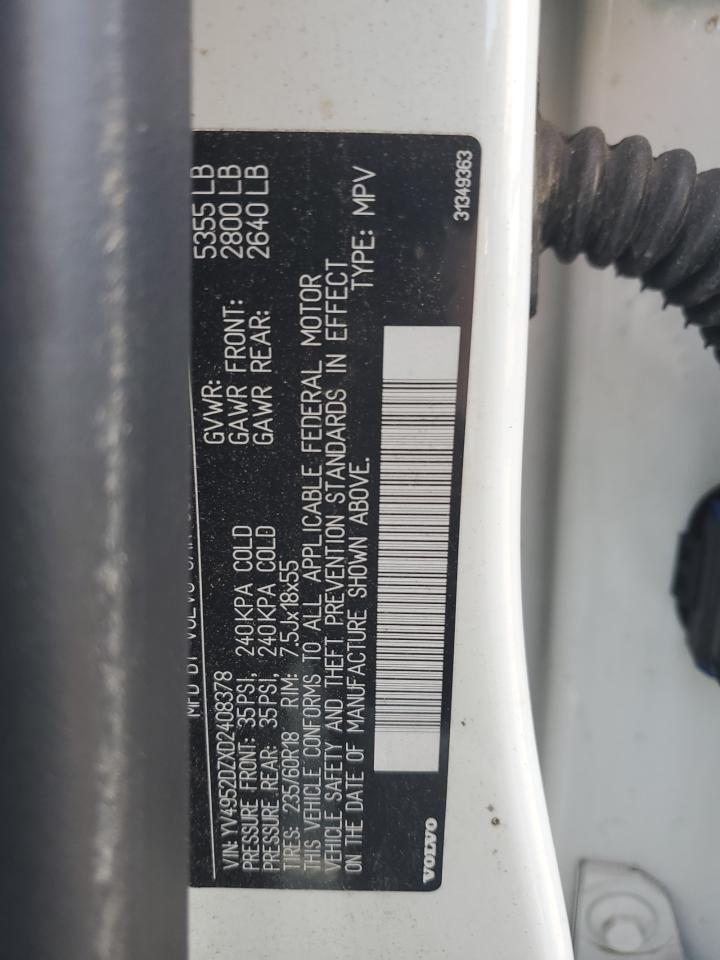 MFD BY VOLVO
VIN: YV4952DZXD2408378 GVWR: 5355 LB
PRESSURE FRONT: 35PSI, 240KPA COLD GAWR FRONT: 2800 LB
PRESSURE REAR: 35PSI, 240KPA COLD GAWR REAR: 2640 LB
TIRES: 235/60R18 RIM: 7.5Jx18x55
THIS VEHICLE CONFORMS TO ALL APPLICABLE FEDERAL MOTOR
VEHICLE SAFETY AND THEFT PREVENTION STANDARDS IN EFFECT
ON THE DATE OF MANUFACTURE SHOWN ABOVE. TYPE: MPV
VOLVO 31349363